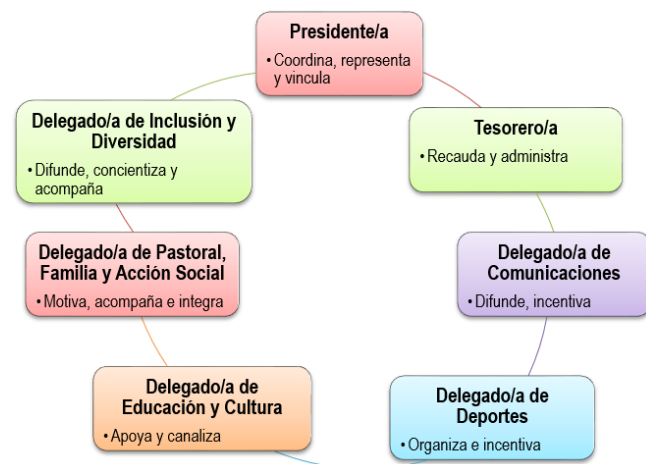 Presidente/a
• Coordina, representa
y vincula
Tesorero/a
• Recauda y administra
Delegado/a de
Comunicaciones
• Difunde, incentiva
Delegado/a de
Deportes
• Organiza e incentiva
Delegado/a de
Educación y Cultura
• Apoya y canaliza
Delegado/a de Pastoral,
Familia y Acción Social
• Motiva, acompaña e integra
Delegado/a de Inclusión y
Diversidad
• Difunde, concientiza y
acompaña